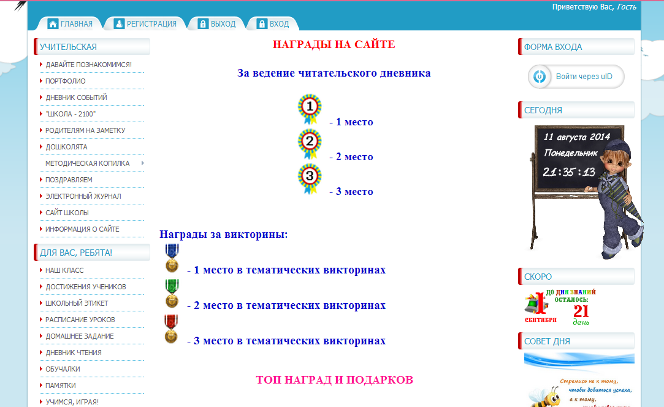 Приветствую Вас, Гость
ГЛАВНАЯ
РЕГИСТРАЦИЯ
ВЫХОД
ВХОД
УЧИТЕЛЬСКАЯ
ДАВАЙТЕ ПОЗНАКОМИМСЯ!
ПОРТФОЛИО
ДНЕВНИК СОБЫТИЙ
"ШКОЛА - 2100"
РОДИТЕЛЯМ НА ЗАМЕТКУ
ДОШКОЛЯТА
МЕТОДИЧЕСКАЯ КОПИЛКА
ПОЗДРАВЛЯЕМ
ЭЛЕКТРОННЫЙ ЖУРНАЛ
САЙТ ШКОЛЫ
ИНФОРМАЦИЯ О САЙТЕ
ДЛЯ ВАС, РЕБЯТА!
НАШ КЛАСС
ДОСТИЖЕНИЯ УЧЕНИКОВ
ШКОЛЬНЫЙ ЭТИКЕТ
РАСПИСАНИЕ УРОКОВ
ДОМАШНЕЕ ЗАДАНИЕ
ДНЕВНИК ЧТЕНИЯ
ОБУЧАЛКИ
ПАМЯТКИ
УЧИМСЯ, ИГРАЯ!
НАГРАДЫ НА САЙТЕ
За ведение читательского дневника
1 - 1 место
2 - 2 место
3 - 3 место
Награды за викторины:
- 1 место в тематических викторинах
- 2 место в тематических викторинах
- 3 место в тематических викторинах
ТОП НАГРАД И ПОДАРКОВ
ФОРМА ВХОДА
Войти через uID
СЕГОДНЯ
11 августа 2014
Понедельник
21:35:13
СКОРО
ДО ДНЯ ЗНАНИЙ
ОСТАЛОСЬ:
1
21
СЕНТЯБРЯ
день
СОВЕТ ДНЯ
Стремись не к тому,
чтобы добиться успеха,
а к тому,